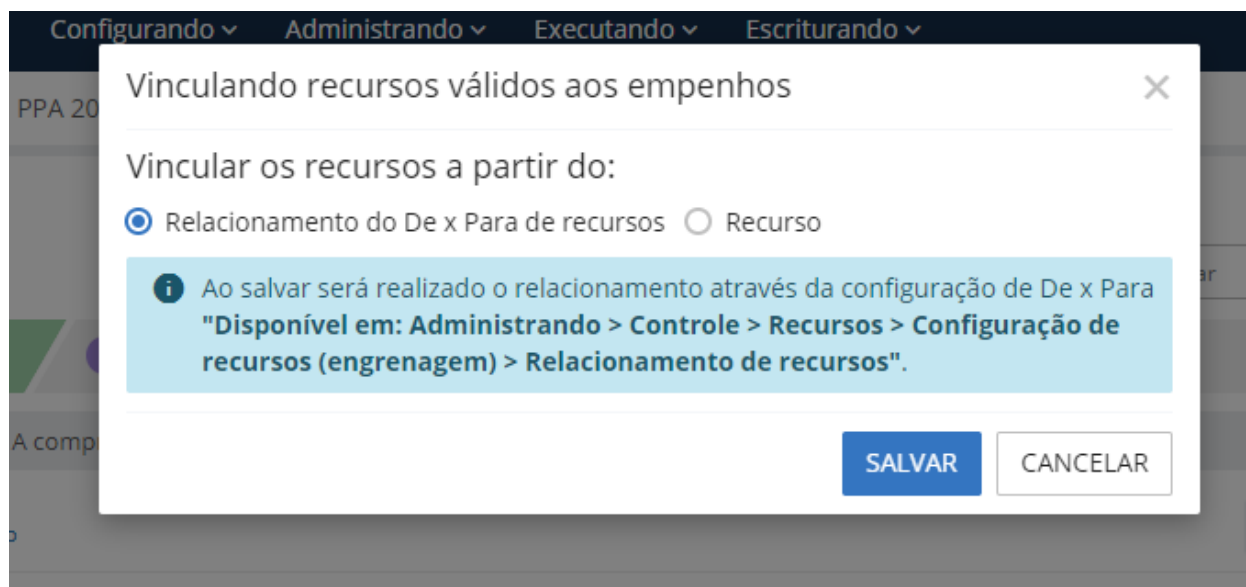 Configurando Administrando Executando Escriturando
Vinculando recursos válidos aos empenhos
PPA 20
Vincular os recursos a partir do:
Relacionamento do De x Para de recursos Recurso
Ao salvar será realizado o relacionamento através da configuração de De x Para
ar
"Disponível em: Administrando > Controle > Recursos > Configuração de
recursos (engrenagem) > Relacionamento de recursos".
A comp
SALVAR CANCELAR
o